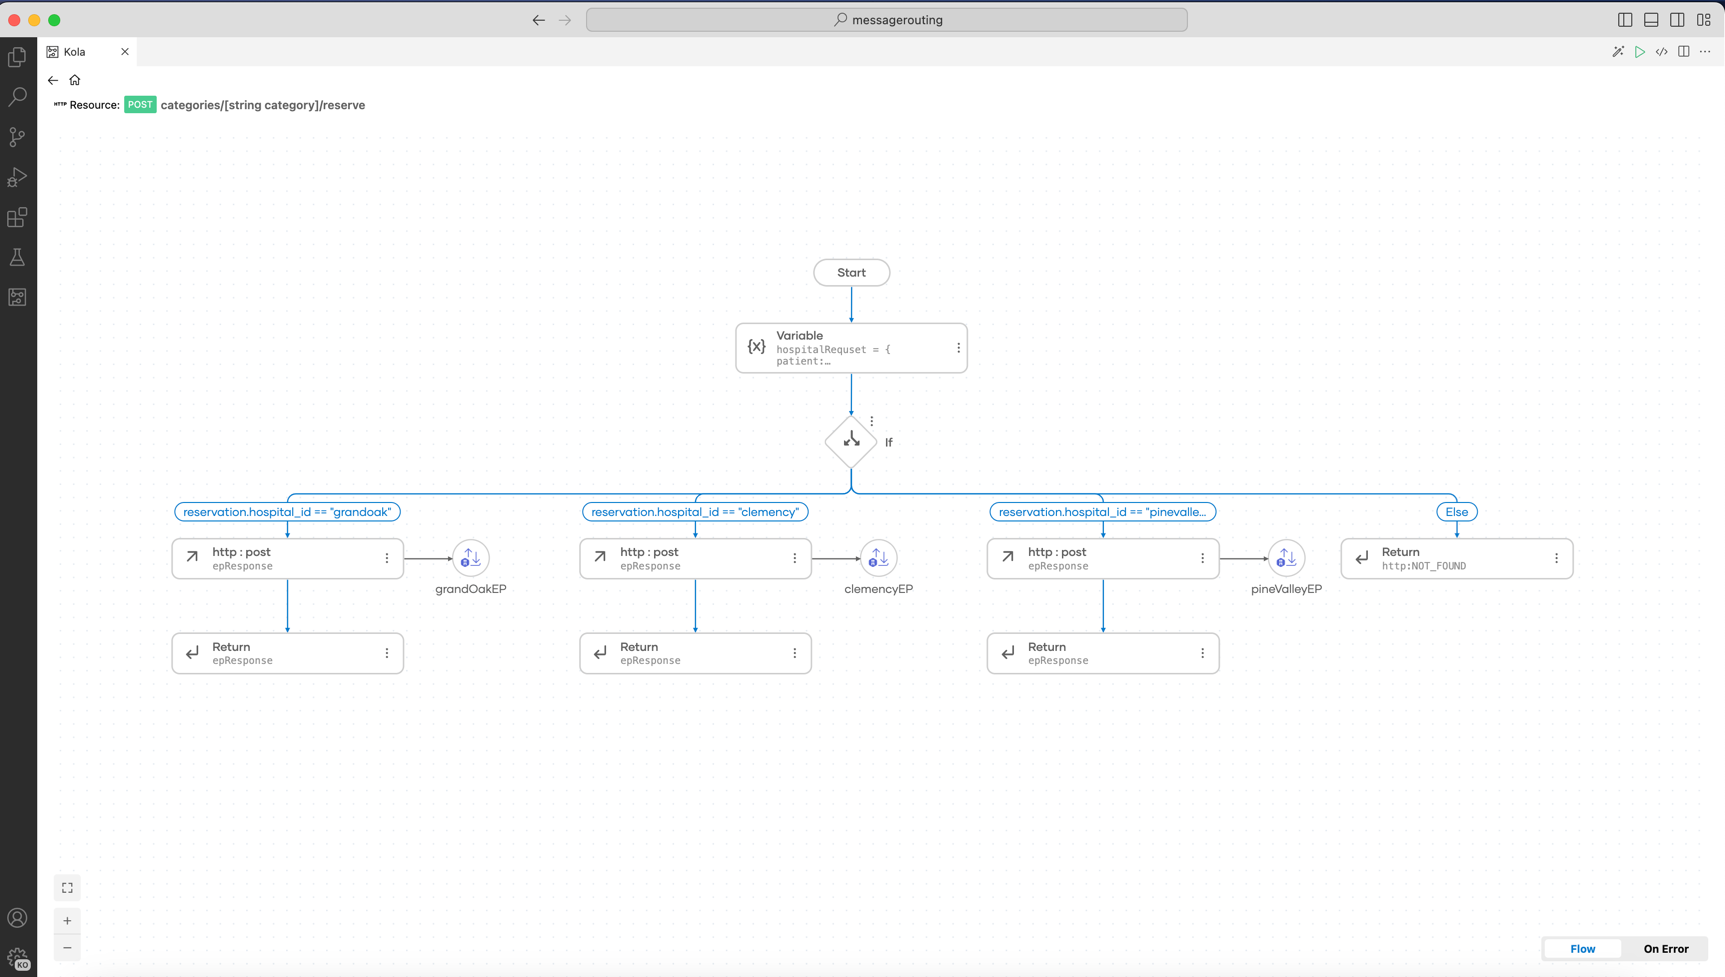 messagerouting
Kola
HTTP Resource: POST categories/[string category]/reserve
Start
Variable
hospitalRequset = {
patient:…
If
reservation.hospital_id == "grandoak"
reservation.hospital_id == "clemency"
reservation.hospital_id == "pinevalle...
Else
http : post
epResponse
grandOakEP
http : post
epResponse
clemencyEP
http : post
epResponse
pineValleyEP
Return
http:NOT_FOUND
Return
epResponse
Return
epResponse
Return
epResponse
KO
Flow
On Error